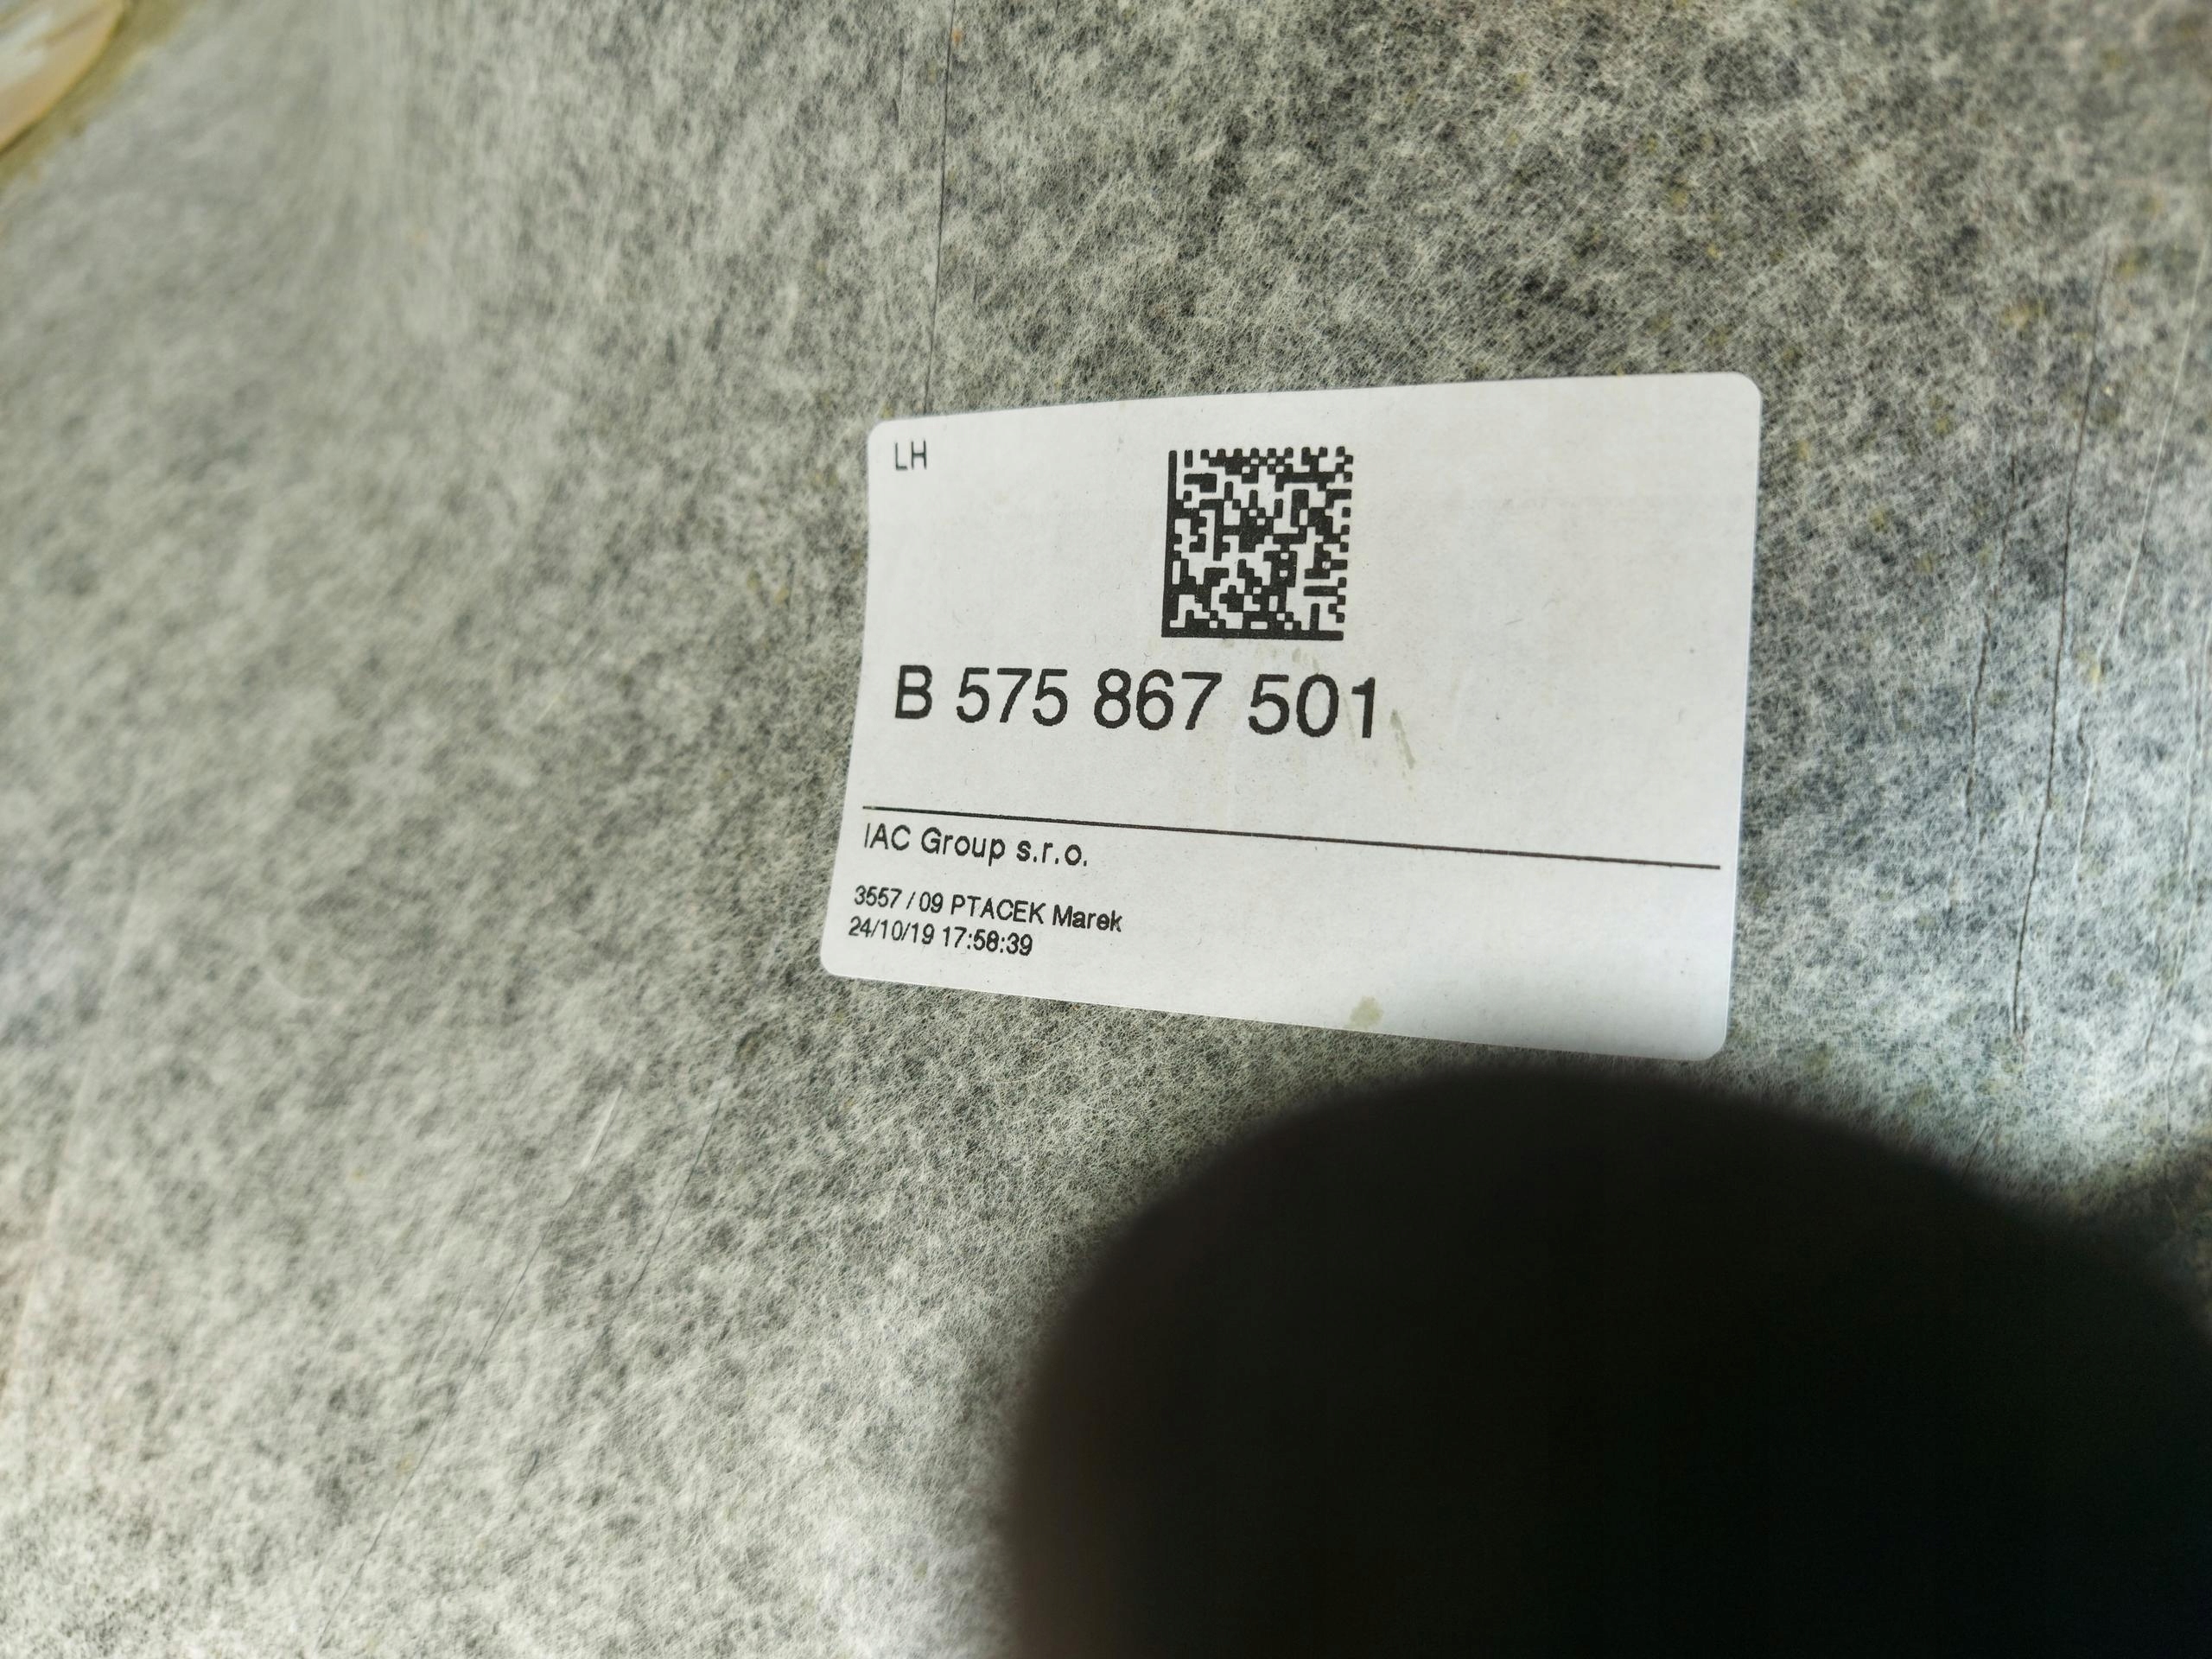 LH
B 575 867 501
IAC Group s.r.o.
3557 / 09 PTACEK Marek
24/10/19 17:58:39